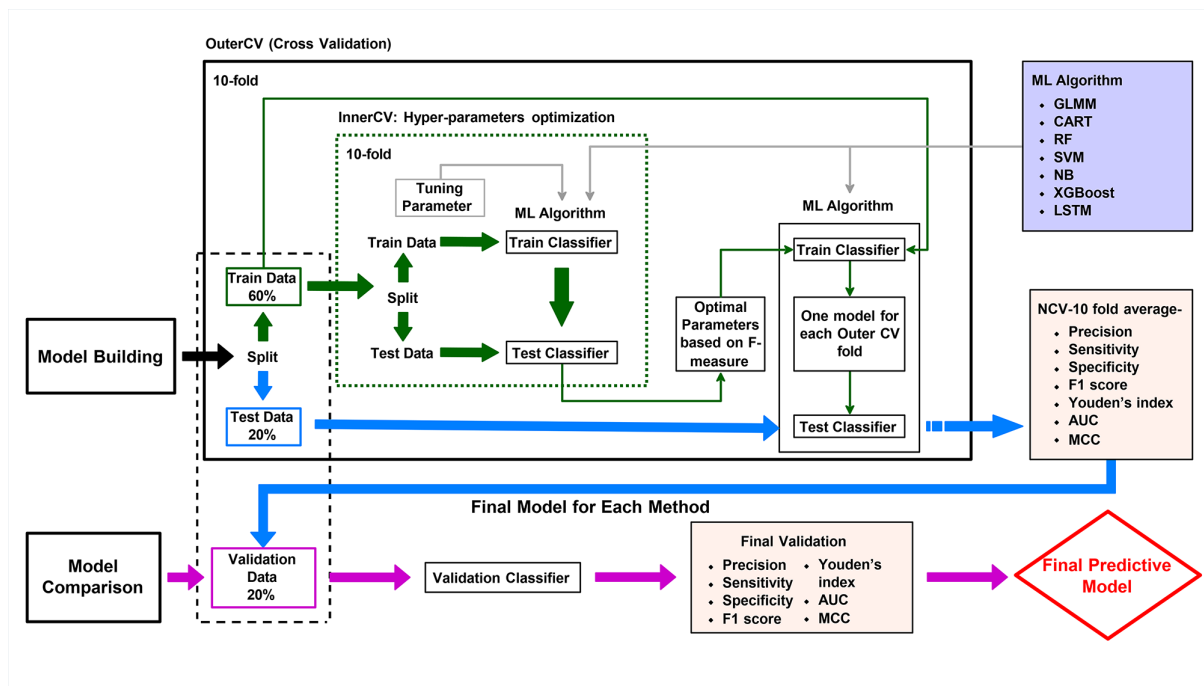 OuterCV (Cross Validation)
10-fold
InnerCV: Hyper-parameters optimization
10-fold
Tuning
Parameter
ML Algorithm
Train Data
Train Classifier
Split
Test Data
Test Classifier
Train Data
60%
Split
Test Data
20%
Model Building
Optimal
Parameters
based on F-
measure
ML Algorithm
Train Classifier
One model for
each Outer CV
fold
Test Classifier
ML Algorithm
GLMM
CART
RF
SVM
NB
XGBoost
LSTM
NCV-10 fold average-
Precision
Sensitivity
Specificity
F1 score
Youden's index
AUC
MCC
Final Model for Each Method
Model
Comparison
Validation
Data
20%
Validation Classifier
Final Validation
Precision
Sensitivity
Specificity
F1 score
Youden's
index
AUC
MCC
Final Predictive
Model